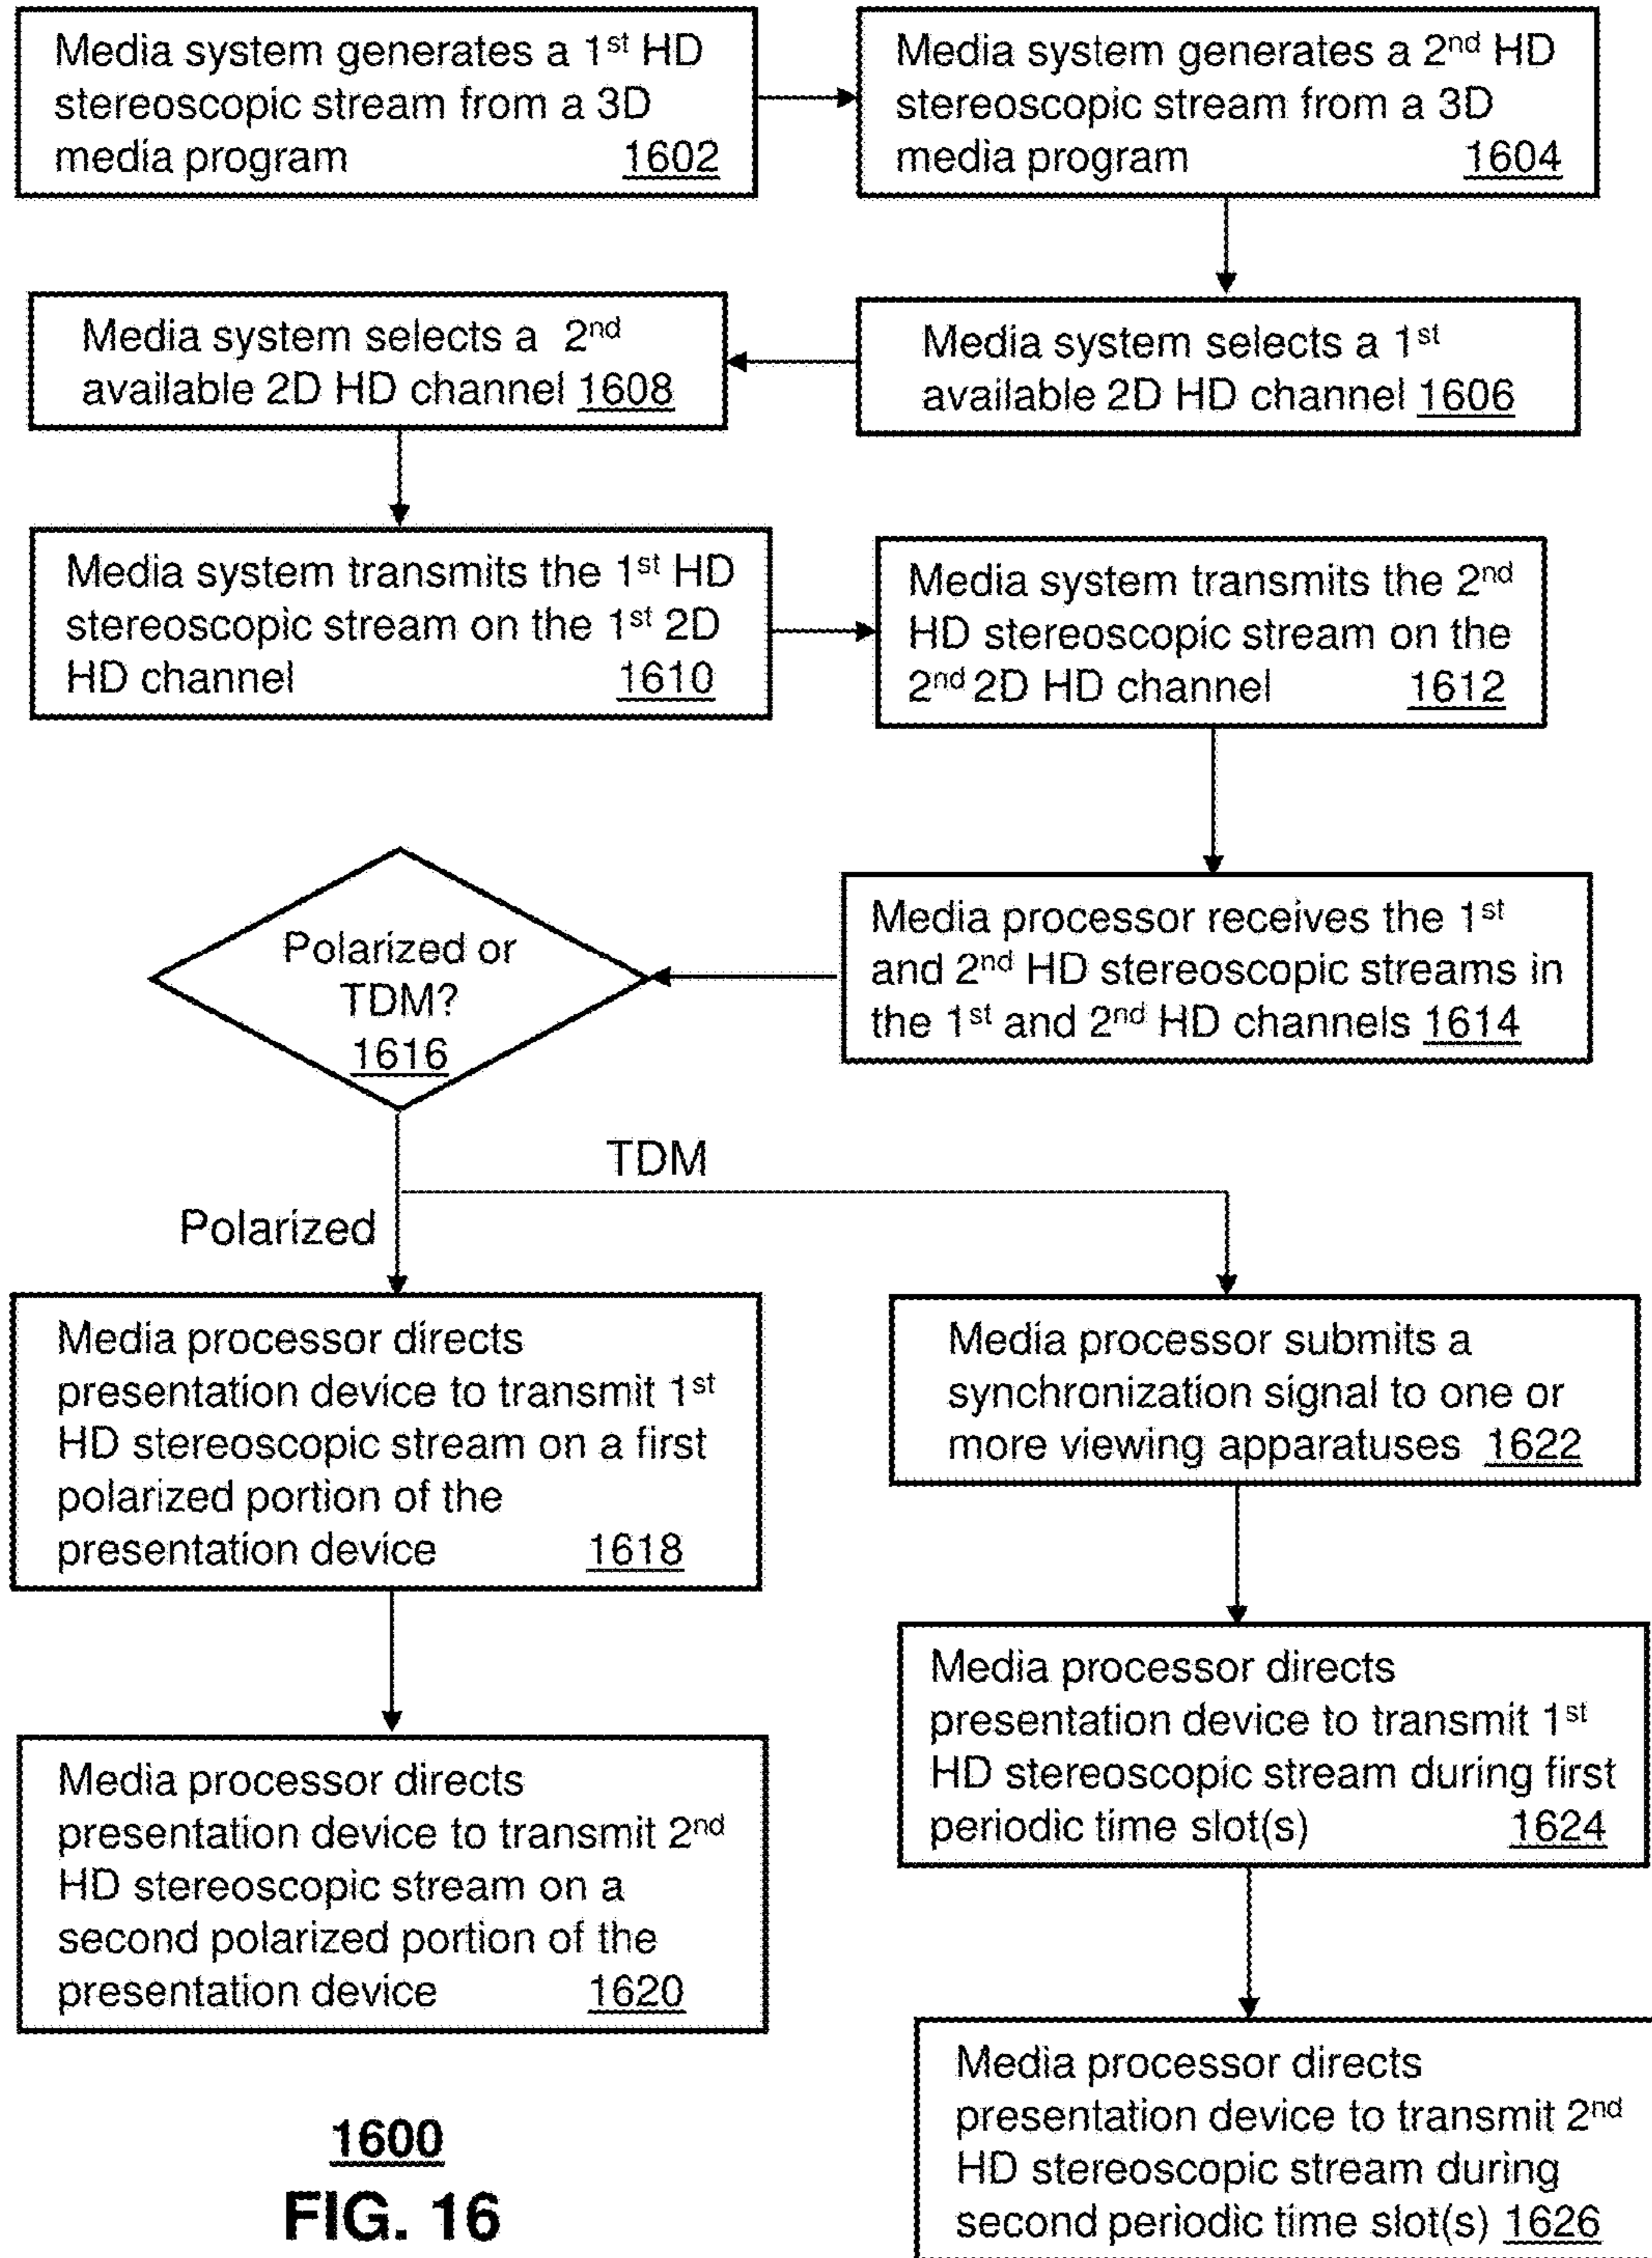 Media system generates a 1st HD
stereoscopic stream from a 3D
media program 1602
Media system generates a 2nd HD
stereoscopic stream from a 3D
media program 1604
Media system selects a 1st
available 2D HD channel 1606
Media system selects a 2nd
available 2D HD channel 1608
Media system transmits the 1st HD
stereoscopic stream on the 1st 2D
HD channel 1610
Media system transmits the 2nd
HD stereoscopic stream on the
2nd 2D HD channel 1612
Media processor receives the 1st
and 2nd HD stereoscopic streams in
the 1st and 2nd HD channels 1614
Polarized or
TDM?
1616
TDM
Polarized
Media processor directs
presentation device to transmit 1st
HD stereoscopic stream on a first
polarized portion of the
presentation device 1618
Media processor directs
presentation device to transmit 2nd
HD stereoscopic stream on a
second polarized portion of the
presentation device 1620
Media processor submits a
synchronization signal to one or
more viewing apparatuses 1622
Media processor directs
presentation device to transmit 1st
HD stereoscopic stream during first
periodic time slot(s) 1624
Media processor directs
presentation device to transmit 2nd
HD stereoscopic stream during
second periodic time slot(s) 1626
1600
FIG. 16